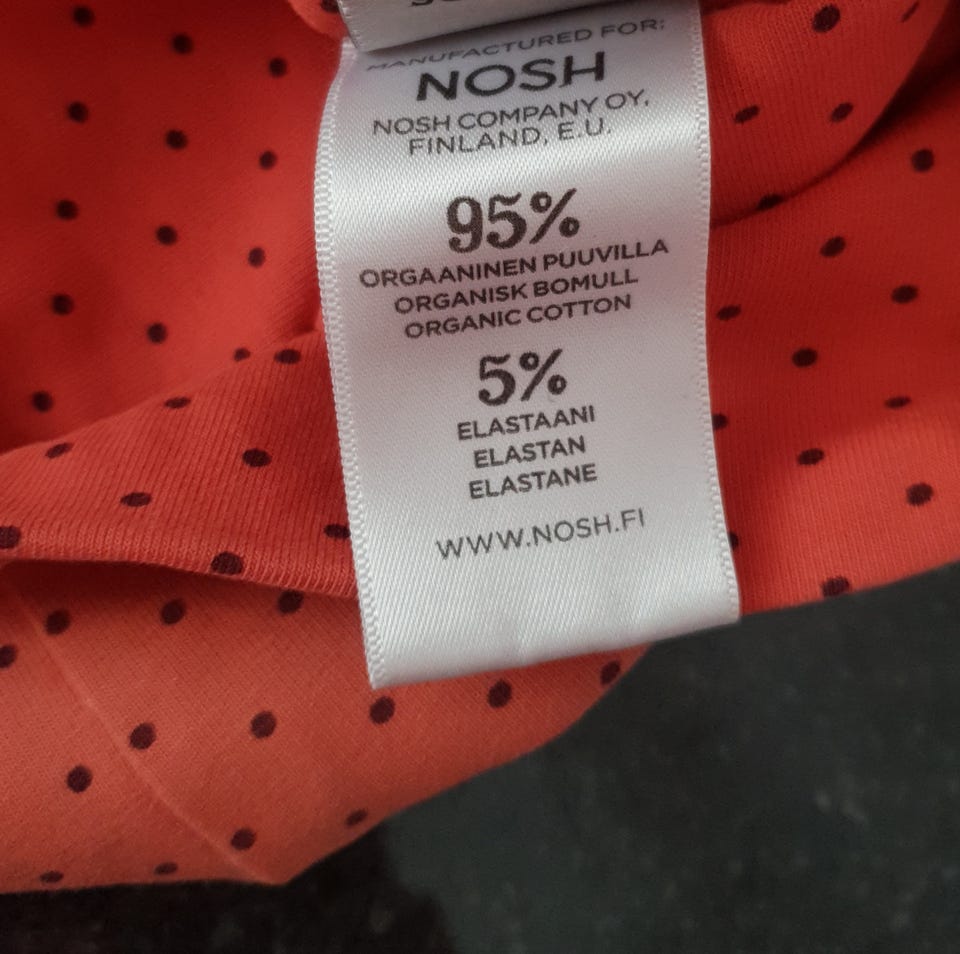 MANUFACTURED FOR:
NOSH
NOSH COMPANY OY,
FINLAND, E.U.
95%
ORGAANINEN PUUVILLA
ORGANISK BOMULL
ORGANIC COTTON
5%
ELASTAANI
ELASTAN
ELASTANE
WWW.NOSH.FI